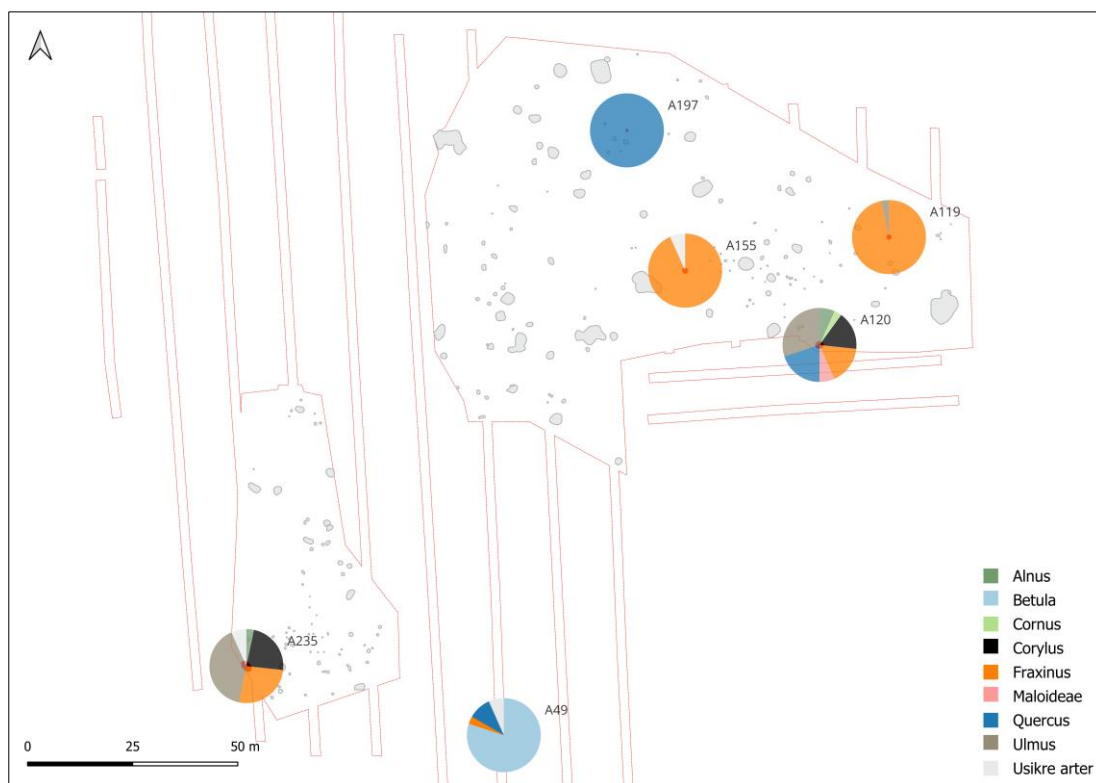 A197
A119
A155
A120
A235
A49
Alnus
Betula
Cornus
Corylus
Fraxinus
Maloideae
Quercus
Ulmus
Usikre arter
0 25 50 m